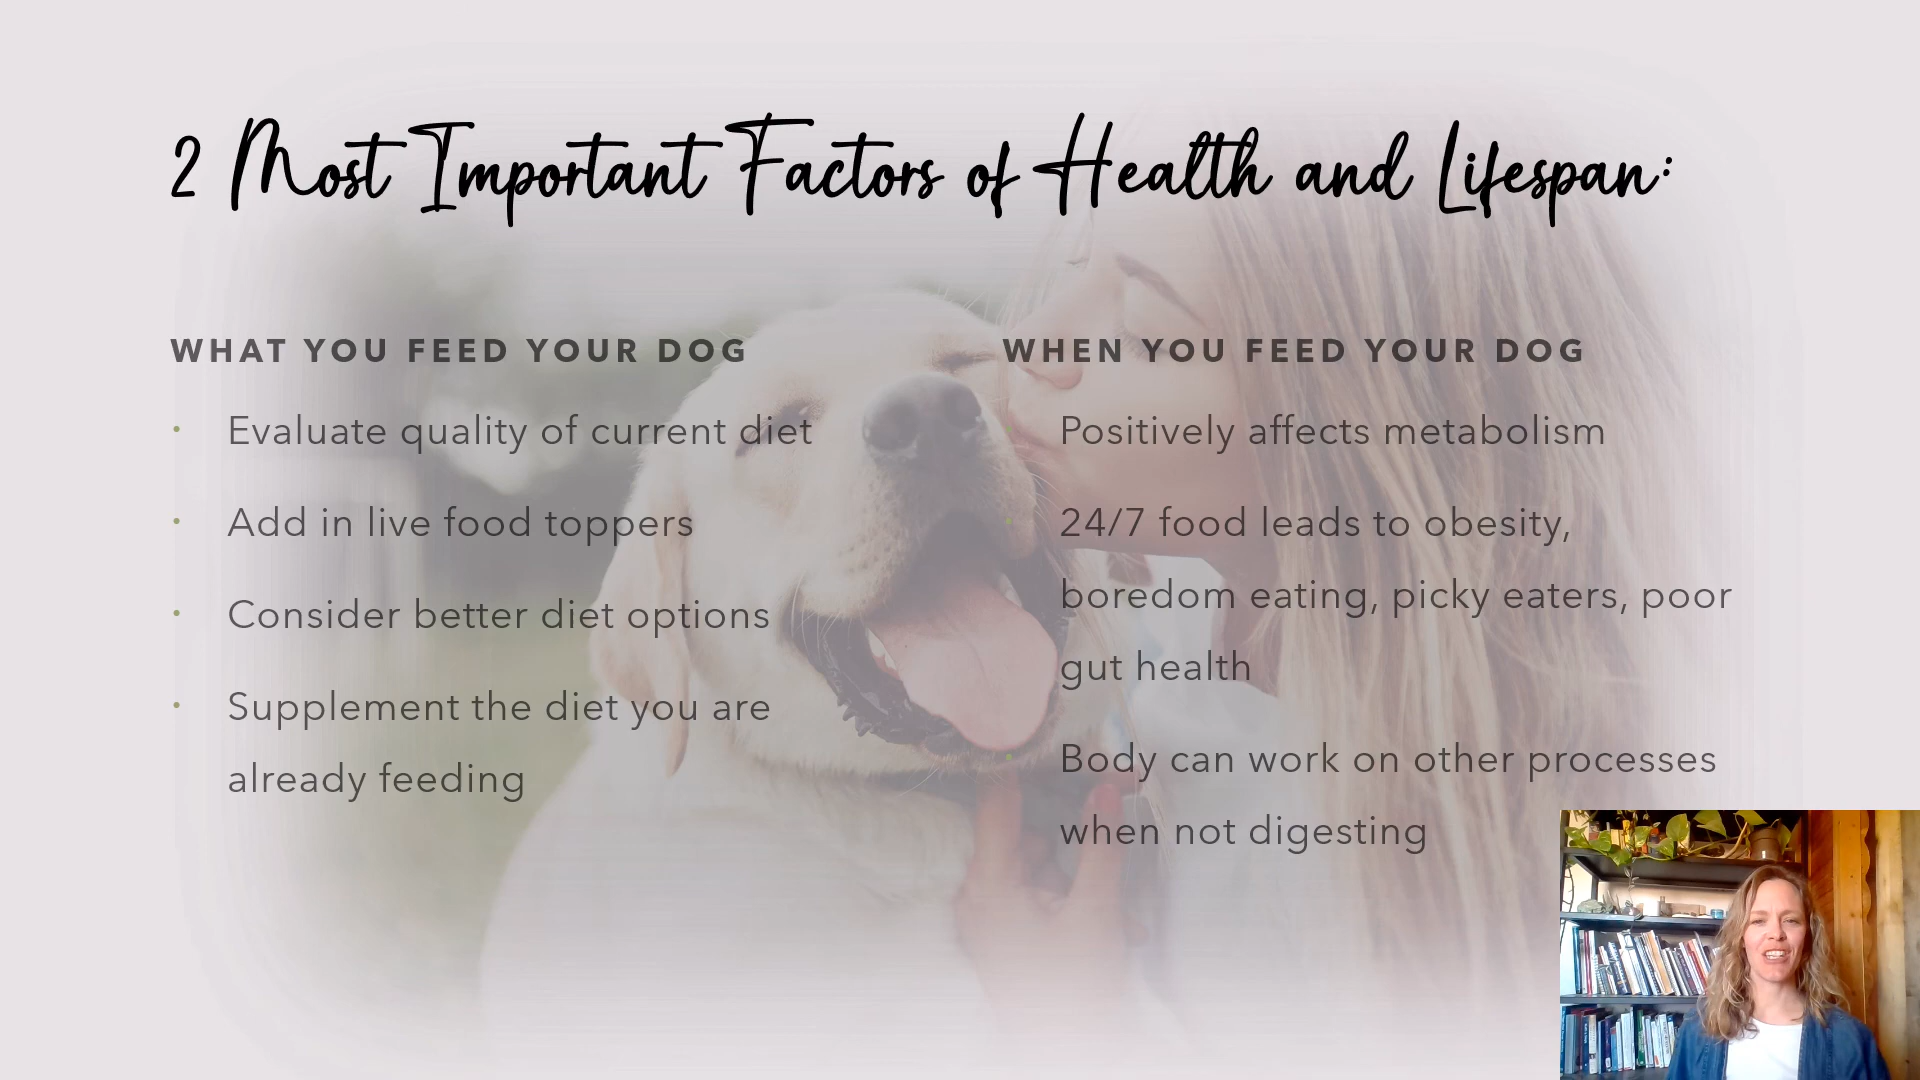 2 Most Important Factors of Health and Lifespan:
WHAT YOU FEED YOUR DOG
• Evaluate quality of current diet
• Add in live food toppers
• Consider better diet options
• Supplement the diet you are
already feeding
WHEN YOU FEED YOUR DOG
• Positively affects metabolism
• 24/7 food leads to obesity,
boredom eating, picky eaters, poor
gut health
• Body can work on other processes
when not digesting